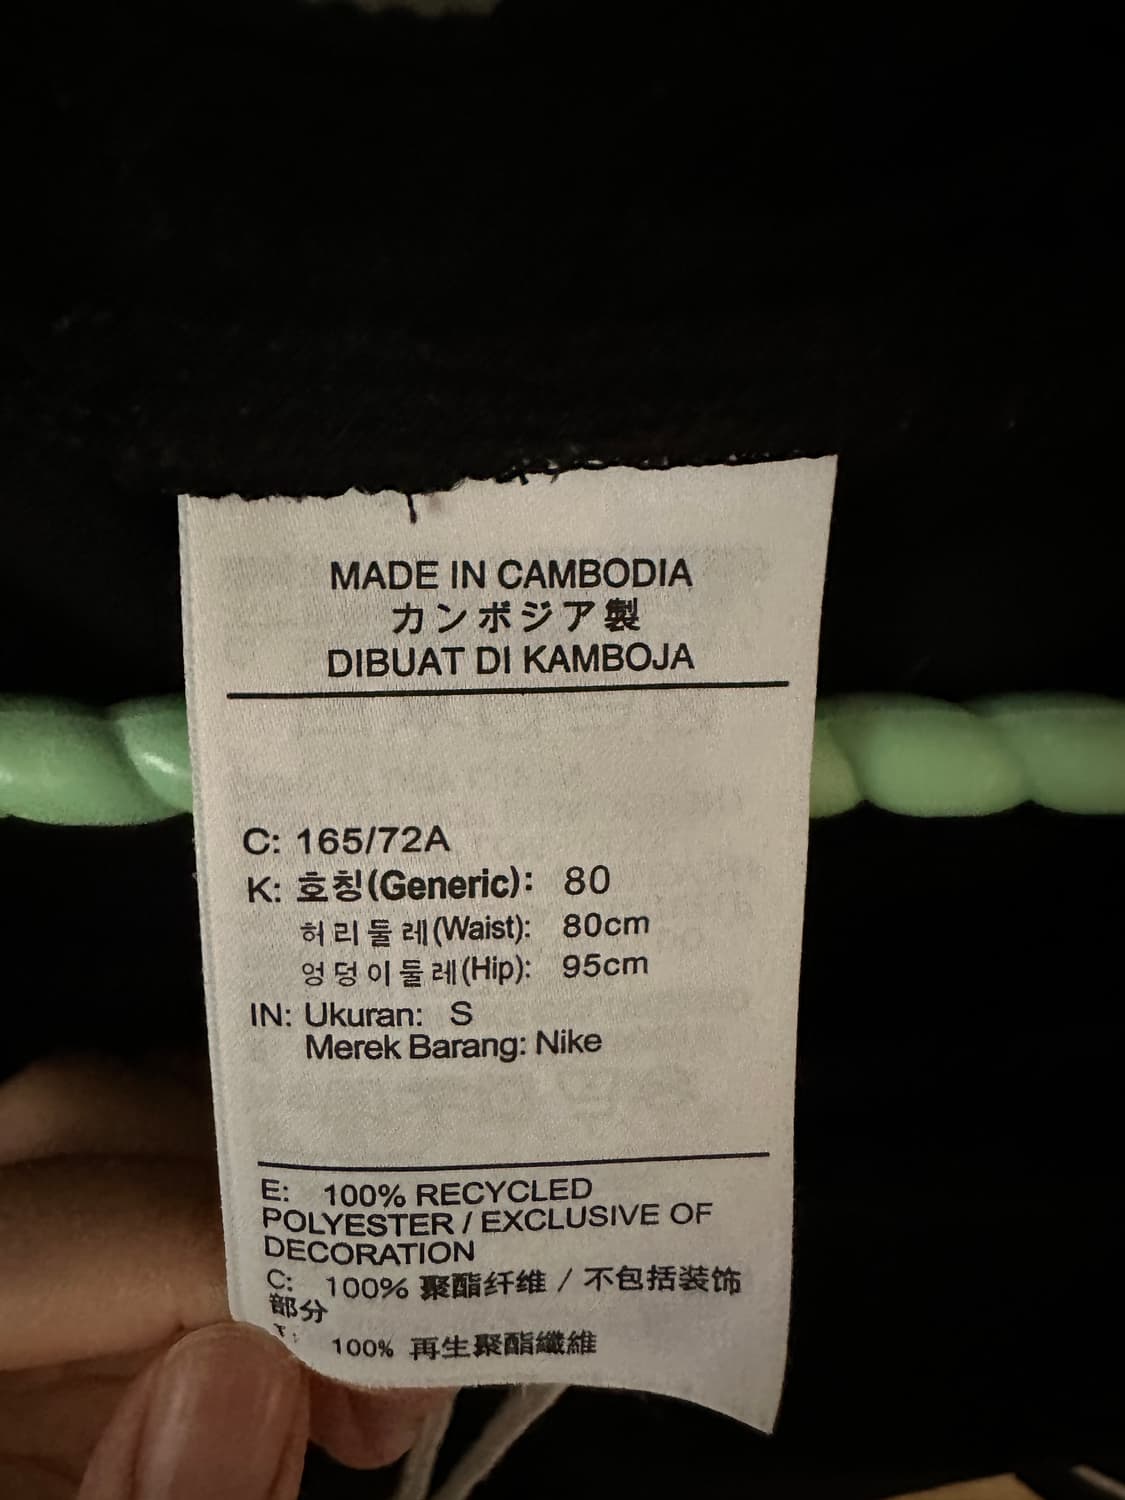 MADE IN CAMBODIA
カンボジア製
DIBUAT DI KAMBOJA
C: 165/72A
K: 호칭(Generic): 80
허리둘레(Waist): 80cm
엉덩이둘레(Hip): 95cm
IN: Ukuran: S
Merek Barang: Nike
E: 100% RECYCLED
POLYESTER / EXCLUSIVE OF
DECORATION
C: 100% 聚酯纤维 / 不包括装饰
部分
T: 100% 再生聚酯纖維